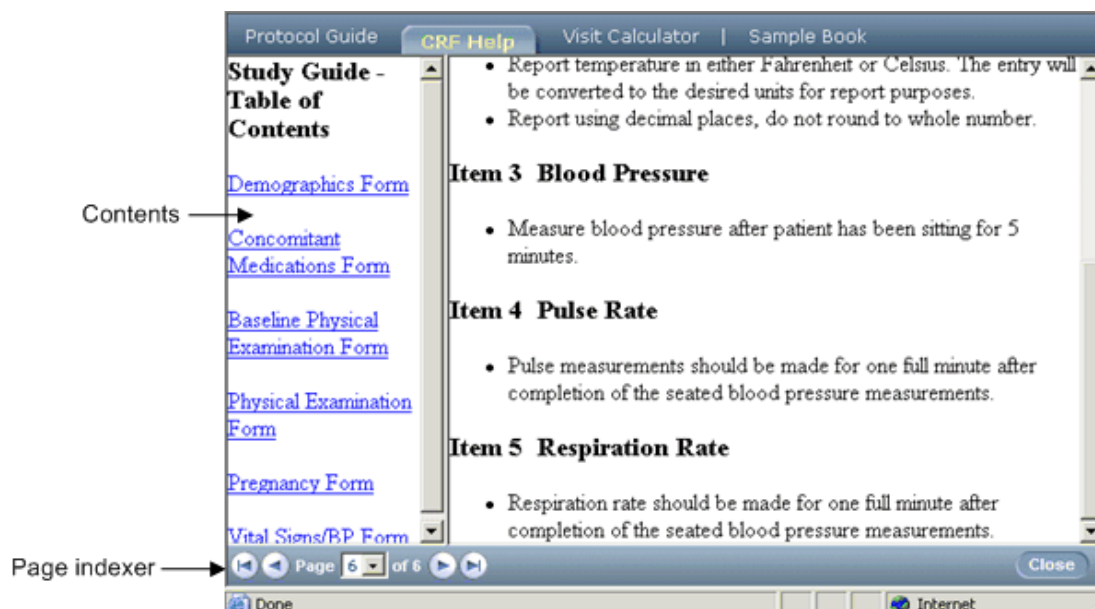 Protocol Guide CRF Help Visit Calculator | Sample Book
Study Guide -
Table of
Contents
Demographics Form
Concomitant
Medications Form
Baseline Physical
Examination Form
Physical Examination
Form
Pregnancy Form
Vital Signs/BP Form
• Report temperature in either Fahrenheit or Celsius. The entry will
be converted to the desired units for report purposes.
• Report using decimal places, do not round to whole number.
Item 3 Blood Pressure
• Measure blood pressure after patient has been sitting for 5
minutes.
Item 4 Pulse Rate
• Pulse measurements should be made for one full minute after
completion of the seated blood pressure measurements.
Item 5 Respiration Rate
• Respiration rate should be made for one full minute after
completion of the seated blood pressure measurements.
Contents
Page indexer
Page 6 of 6
Close
Done
Internet